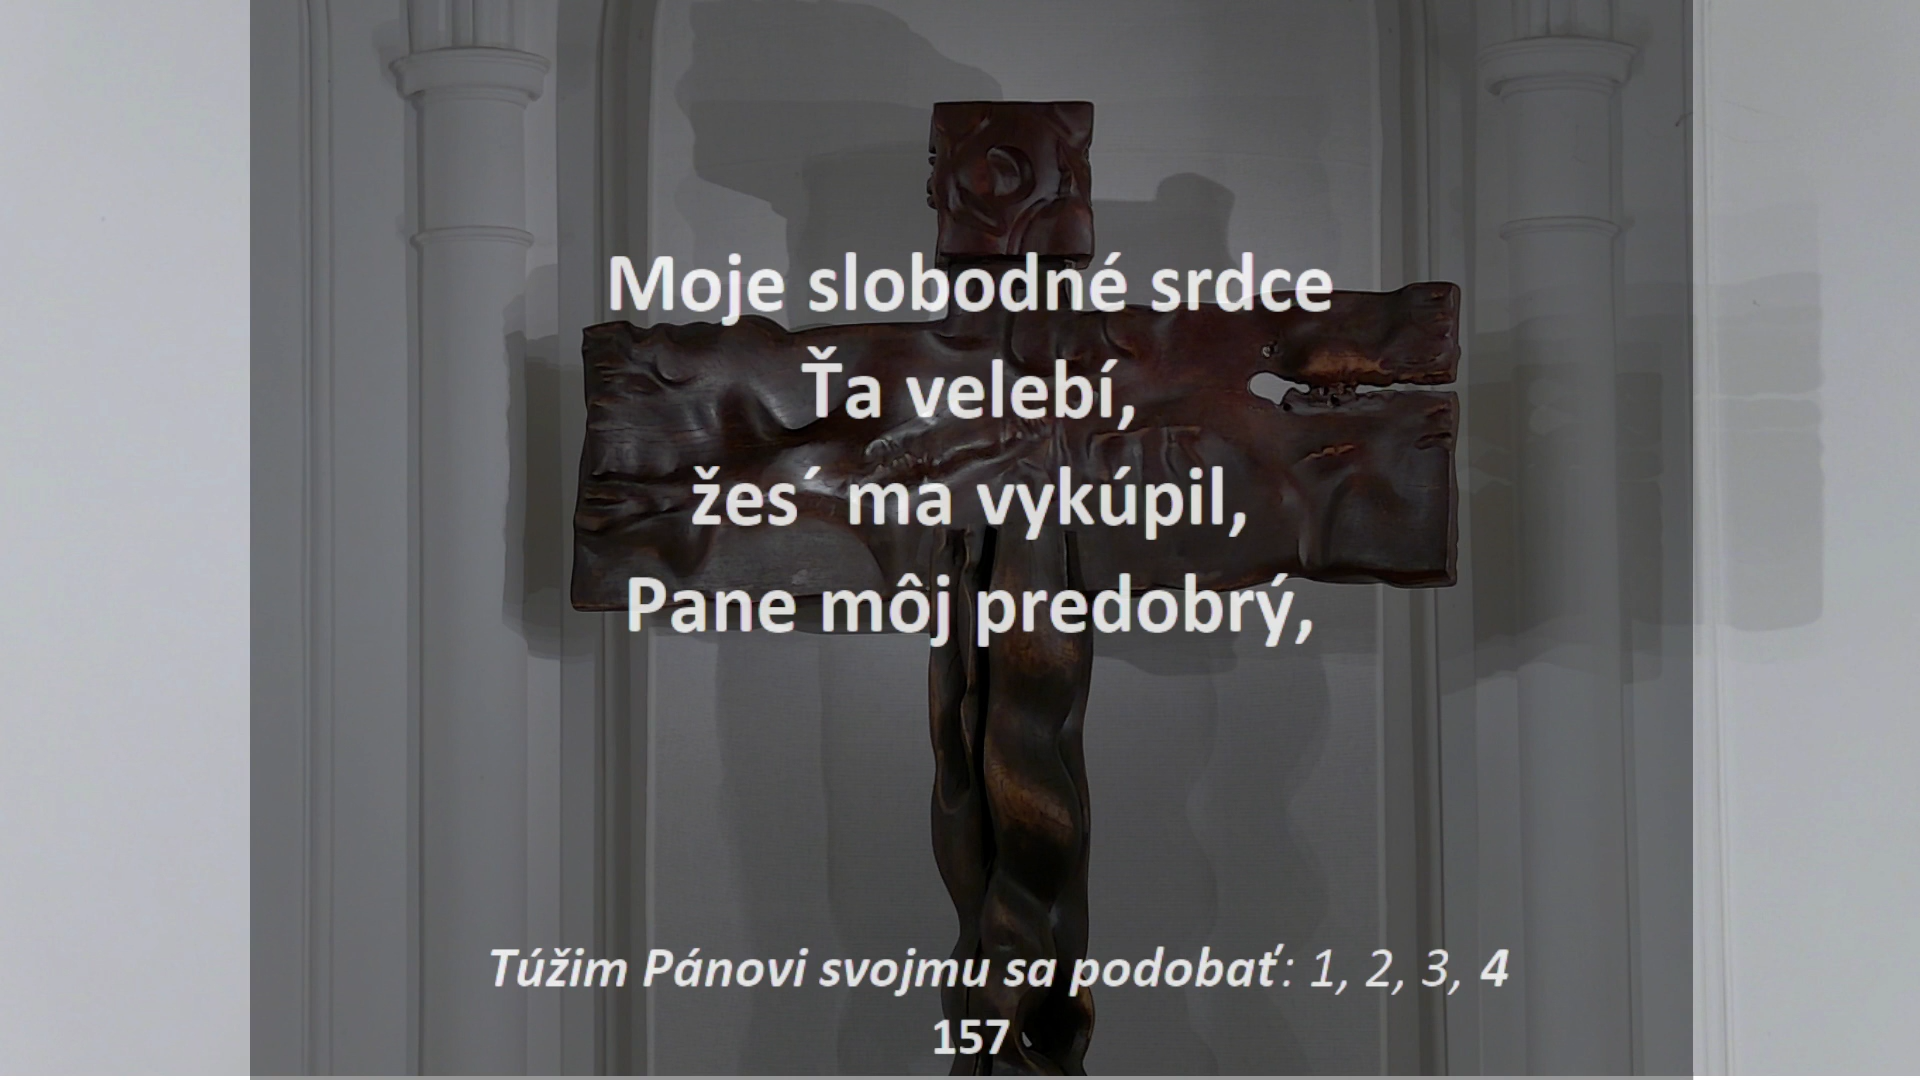 Moje slobodné srdce
Ťa velebí,
žes´ ma vykúpil,
Pane môj predobrý,
Túžim Pánovi svojmu sa podobať: 1, 2, 3, 4
157